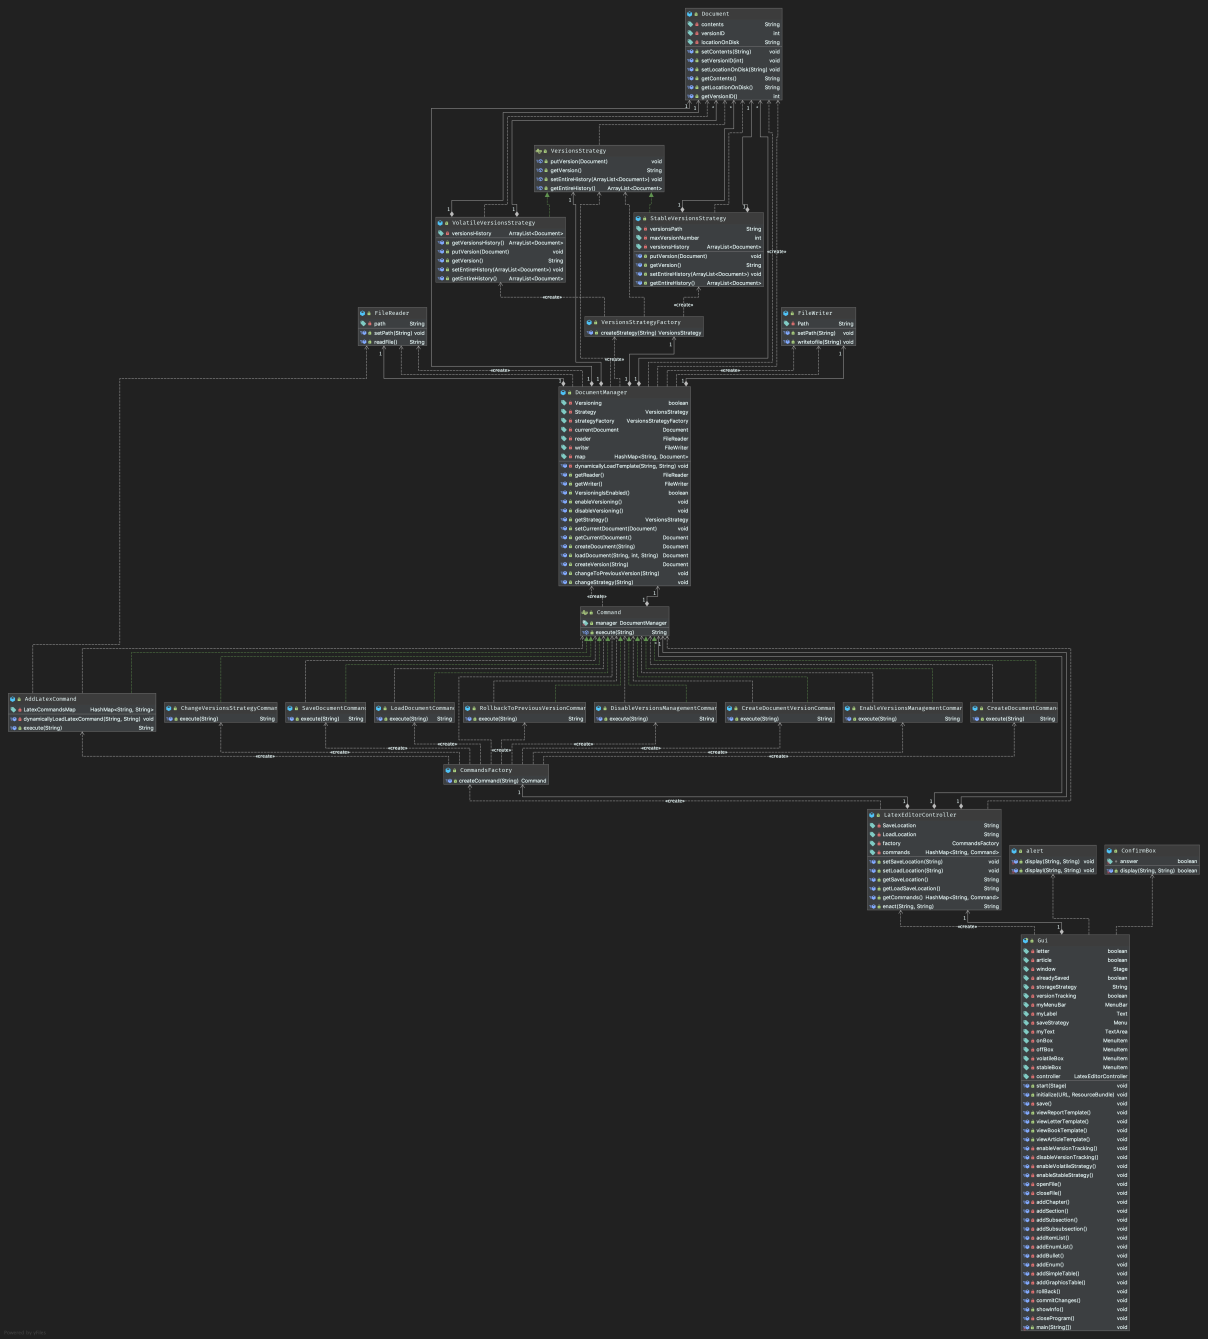 Document
contents String
versionID int
locationOnDisk String
setContents(String) void
setVersionID(int) void
setLocationOnDisk(String) void
getContents() String
getLocationOnDisk() String
getVersionID() int
VersionsStrategy
putVersion(Document) void
getVersion() String
setEntireHistory(ArrayList<Document>) void
getEntireHistory() ArrayList<Document>
VolatileVersionsStrategy
versionsHistory ArrayList<Document>
getVersionsHistory() ArrayList<Document>
putVersion(Document) void
getVersion() String
setEntireHistory(ArrayList<Document>) void
getEntireHistory() ArrayList<Document>
StableVersionsStrategy
versionsPath String
maxVersionNumber int
versionsHistory ArrayList<Document>
putVersion(Document) void
getVersion() String
setEntireHistory(ArrayList<Document>) void
getEntireHistory() ArrayList<Document>
«create»
«create»
«create»
FileReader
path String
setPath(String) void
readFile() String
VersionsStrategyFactory
createStrategy(String) VersionsStrategy
FileWriter
Path String
setPath(String) void
writetofile(String) void
«create»
«create»
«create»
DocumentManager
Versioning boolean
Strategy VersionsStrategy
strategyFactory VersionsStrategyFactory
currentDocument Document
reader FileReader
writer FileWriter
map HashMap<String, Document>
dynamicallyLoadTemplate(String, String) void
getReader() FileReader
getWriter() FileWriter
VersioningIsEnabled() boolean
enableVersioning() void
disableVersioning() void
getStrategy() VersionsStrategy
setCurrentDocument(Document) void
getCurrentDocument() Document
createDocument(String) Document
loadDocument(String, int, String) Document
createVersion(String) Document
changeToPreviousVersion(String) void
changeStrategy(String) void
«create»
Command
manager DocumentManager
execute(String) String
AddLatexCommand
LatexCommandsMap HashMap<String, String>
dynamicallyLoadLatexCommand(String, String) void
execute(String) String
ChangeVersionsStrategyComman
execute(String) String
SaveDocumentComman
execute(String) String
LoadDocumentComman
execute(String) String
RollbackToPreviousVersionComman
execute(String) String
DisableVersionsManagementComman
execute(String) String
CreateDocumentVersionComman
execute(String) String
EnableVersionsManagementComman
execute(String) String
CreateDocumentComman
execute(String) String
«create»
«create»
«create»
«create»
«create»
«create»
«create»
«create»
«create»
CommandsFactory
createCommand(String) Command
«create»
LatexEditorController
SaveLocation String
LoadLocation String
factory CommandsFactory
commands HashMap<String, Command>
setSaveLocation(String) void
setLoadLocation(String) void
getSaveLocation() String
getLoadSaveLocation() String
getCommands() HashMap<String, Command>
enact(String, String) String
alert
display(String, String) void
display1(String, String) void
ConfirmBox
answer boolean
display(String, String) boolean
«create»
Gui
letter boolean
article boolean
window Stage
alreadySaved boolean
storageStrategy String
versionTracking boolean
myMenuBar MenuBar
myLabel Text
saveStrategy Menu
myText TextArea
onBox MenuItem
offBox MenuItem
volatileBox MenuItem
stableBox MenuItem
controller LatexEditorController
start(Stage) void
initialize(URL, ResourceBundle) void
save() void
viewReportTemplate() void
viewLetterTemplate() void
viewBookTemplate() void
viewArticleTemplate() void
enableVersionTracking() void
disableVersionTracking() void
enableVolatileStrategy() void
enableStableStrategy() void
openFile() void
closeFile() void
addChapter() void
addSection() void
addSubsection() void
addSubsubsection() void
addItemList() void
addEnumList() void
addBullet() void
addEnum() void
addSimpleTable() void
addGraphicsTable() void
rollBack() void
commitChanges() void
showInfo() void
closeProgram() void
main(String[]) void